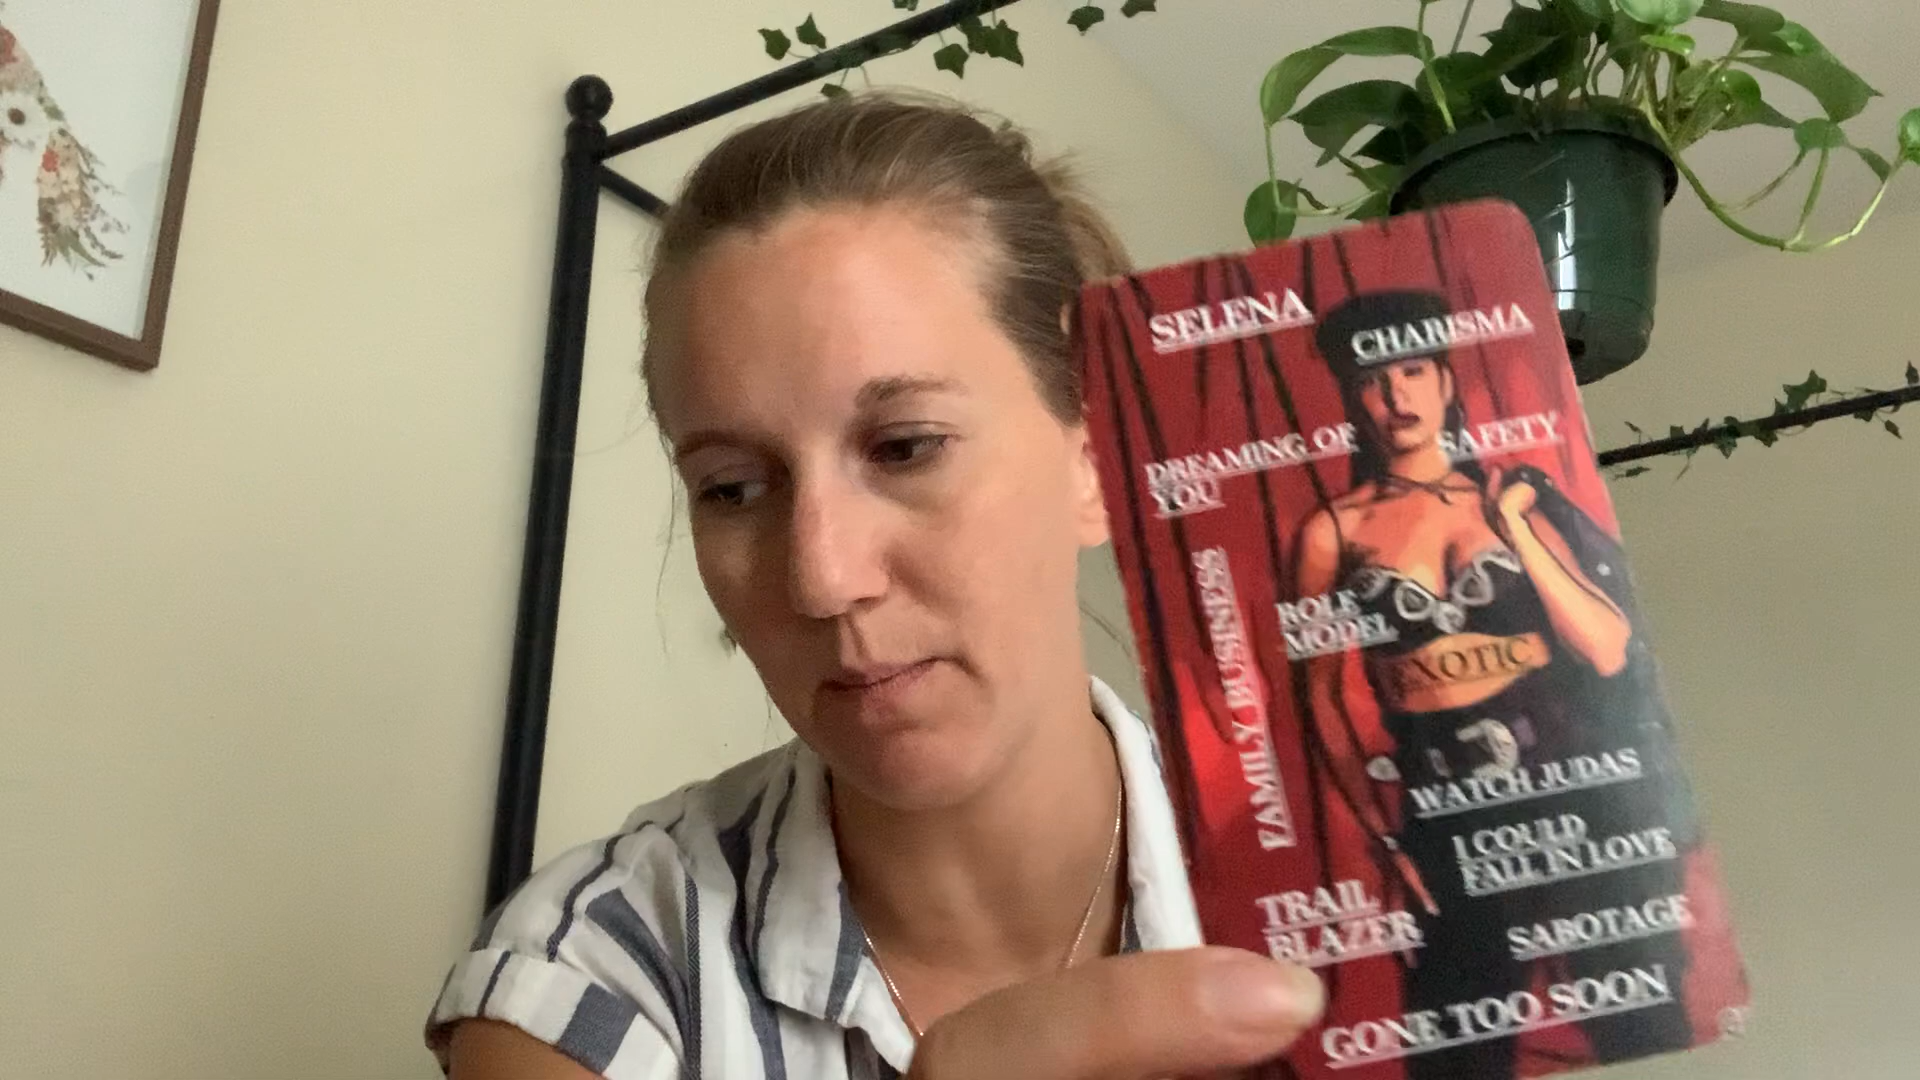 SELENA
CHARISMA
DREAMING OF
YOU
SAFETY
FAMILY BUSINESS
ROLE
MODEL
EXOTIC
WATCH JUDAS
I COULD
FALL IN LOVE
TRAIL
BLAZER
SABOTAGE
GONE TOO SOON